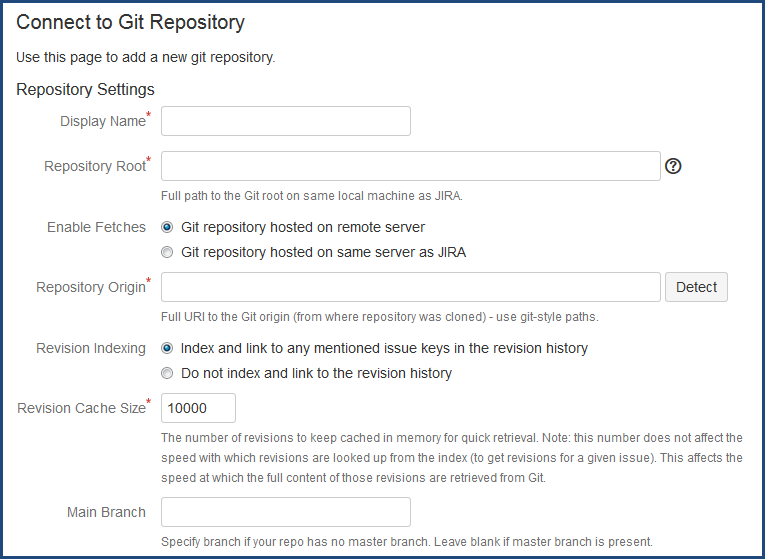 Connect to Git Repository
Use this page to add a new git repository.
Repository Settings
Display Name*
Repository Root*
?
Full path to the Git root on same local machine as JIRA.
Enable Fetches
Git repository hosted on remote server
Git repository hosted on same server as JIRA
Repository Origin*
Detect
Full URI to the Git origin (from where repository was cloned) - use git-style paths.
Revision Indexing
Index and link to any mentioned issue keys in the revision history
Do not index and link to the revision history
Revision Cache Size*
10000
The number of revisions to keep cached in memory for quick retrieval. Note: this number does not affect the
speed with which revisions are looked up from the index (to get revisions for a given issue). This affects the
speed at which the full content of those revisions are retrieved from Git.
Main Branch
Specify branch if your repo has no master branch. Leave blank if master branch is present.